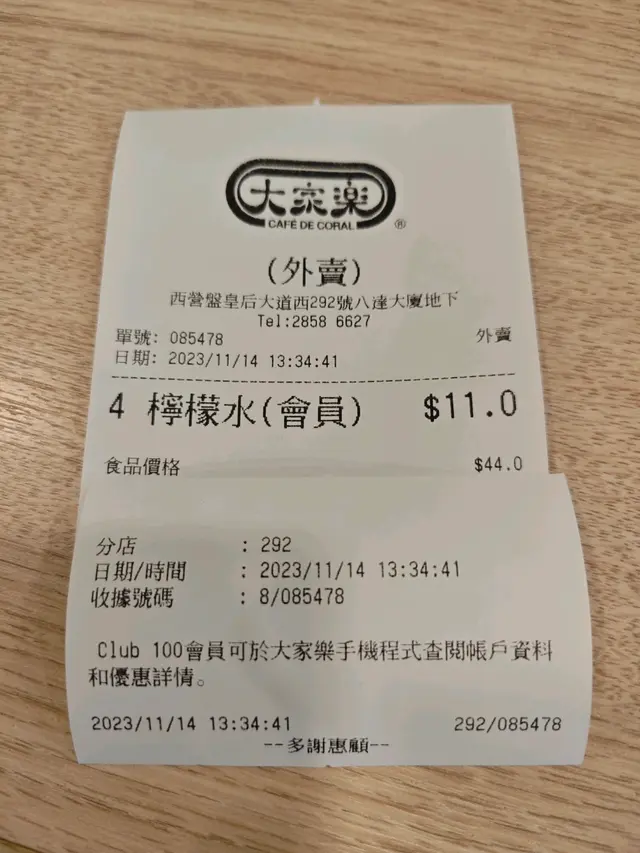 大家樂
CAFÉ DE CORAL ®
(外賣)
西營盤皇后大道西292號八達大廈地下
Tel:2858 6627
單號: 085478 外賣
日期: 2023/11/14 13:34:41
4 檸檬水(會員) $11.0
食品價格 $44.0
分店 : 292
日期/時間 : 2023/11/14 13:34:41
收據號碼 : 8/085478
Club 100會員可於大家樂手機程式查閱帳戶資料
和優惠詳情。
2023/11/14 13:34:41 292/085478
--多謝惠顧--